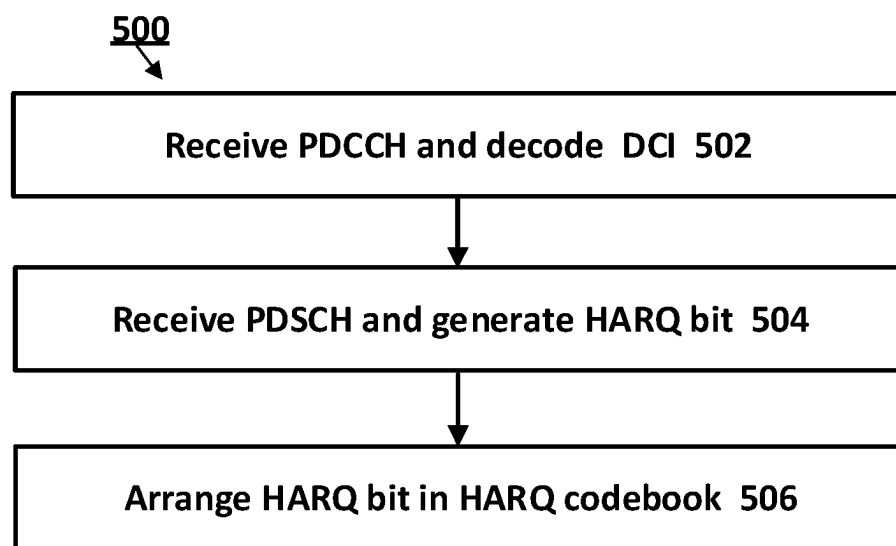 500
Receive PDCCH and decode DCI 502
Receive PDSCH and generate HARQ bit 504
Arrange HARQ bit in HARQ codebook 506